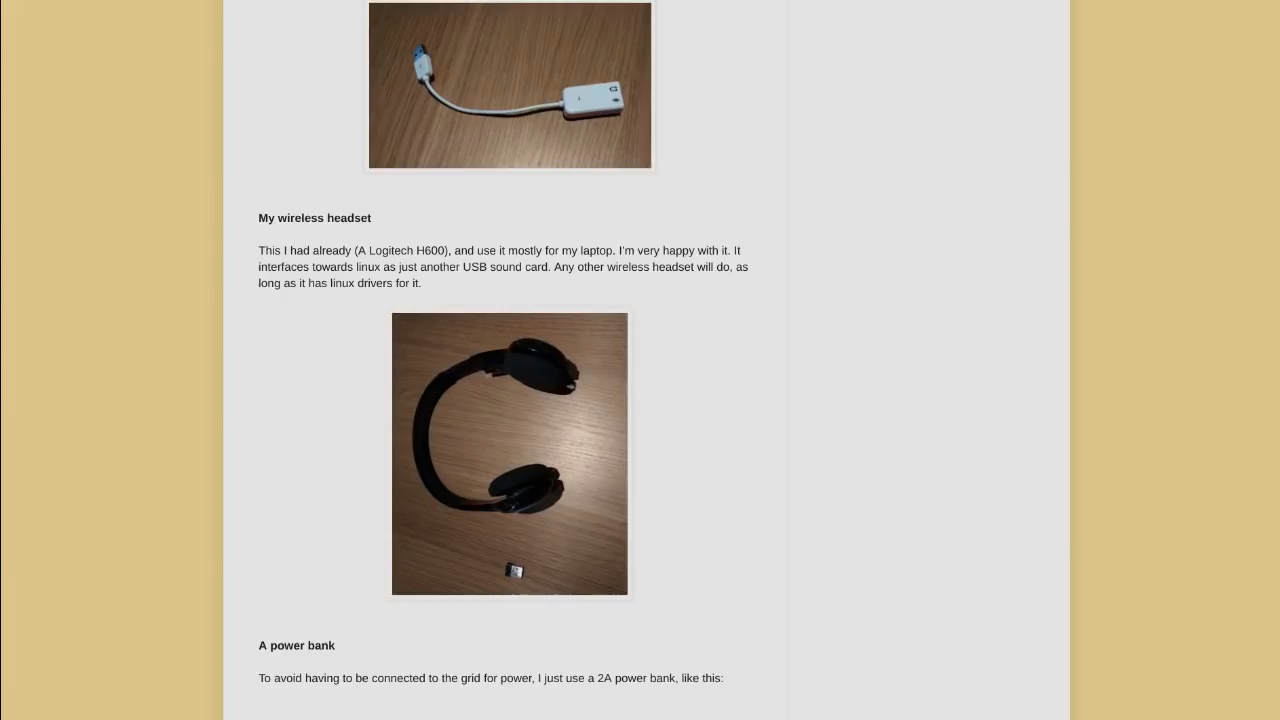 My wireless headset
This I had already (A Logitech H600), and use it mostly for my laptop. I'm very happy with it. It
interfaces towards linux as just another USB sound card. Any other wireless headset will do, as
long as it has linux drivers for it.
A power bank
To avoid having to be connected to the grid for power, I just use a 2A power bank, like this: